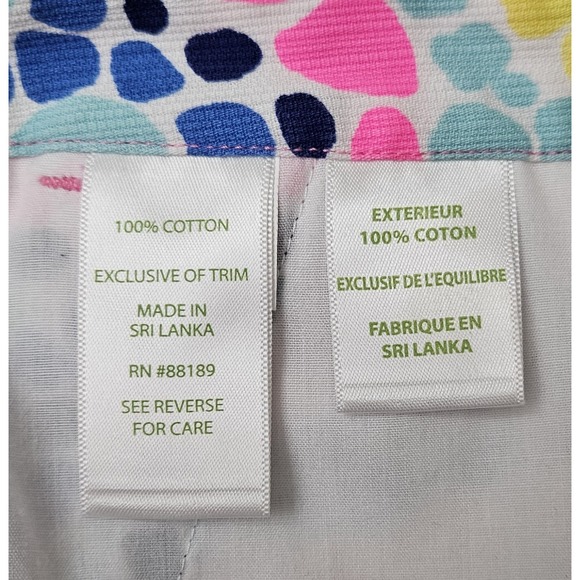 100% COTTON
EXCLUSIVE OF TRIM
MADE IN
SRI LANKA
RN #88189
SEE REVERSE
FOR CARE
EXTERIEUR
100% COTON
EXCLUSIF DE L'EQUILIBRE
FABRIQUE EN
SRI LANKA